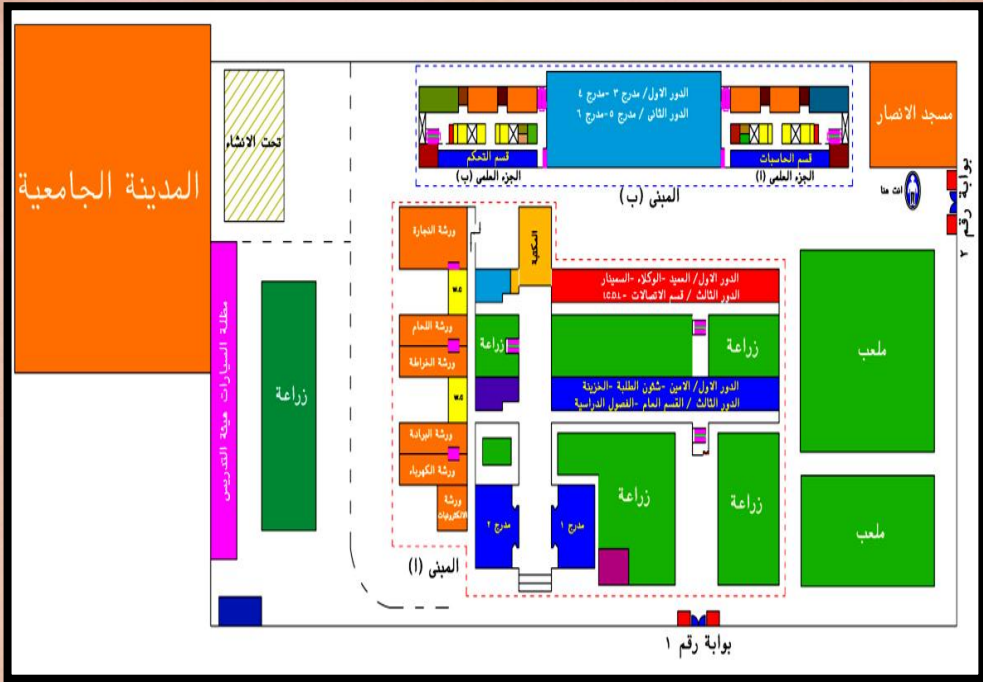 مسجد الانصار
الدور الاول/ مدرج ٣ -مدرج ٤
الدور الثانى/ مدرج ٥-مدرج ٦
تحت الانشاء
قسم الحاسبات
قسم التحكم
الجزء العلمى (ا)
الجزء العلمى (ب)
المبنى (ب)
المدينة الجامعية
انت هنا
بوابة رقم ٢
ورشة النجارة
المكتبة
الدور الاول/ العميد -الوكلاء -السمينار
الدور الثالث / قسم الاتصالات -I.C.D.L
W.C
مظلة السيارات هيئة التدريس
ورشة اللحام
ورشة الخراطة
زراعة
زراعة
ملعب
زراعة
الدور الاول/ الامين -شئون الطلبة -الخزينة
الدور الثالث / القسم العام -الفصول الدراسية
W.C
ورشة البرادة
ورشة الكهرباء
ورشة
الالكترونيات
زراعة
زراعة
مدرج ١
مدرج ٢
ملعب
المبنى (ا)
بوابة رقم ١